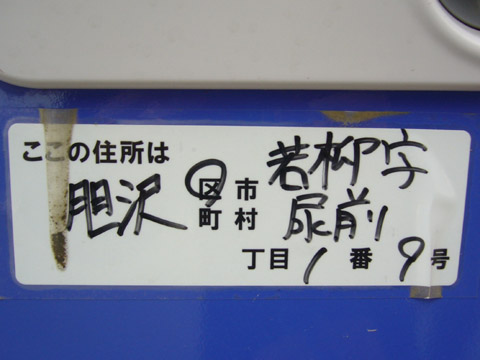 ここの住所は
胆沢 区 市 町 村 若柳字 尿前
丁目 1 番 9 号